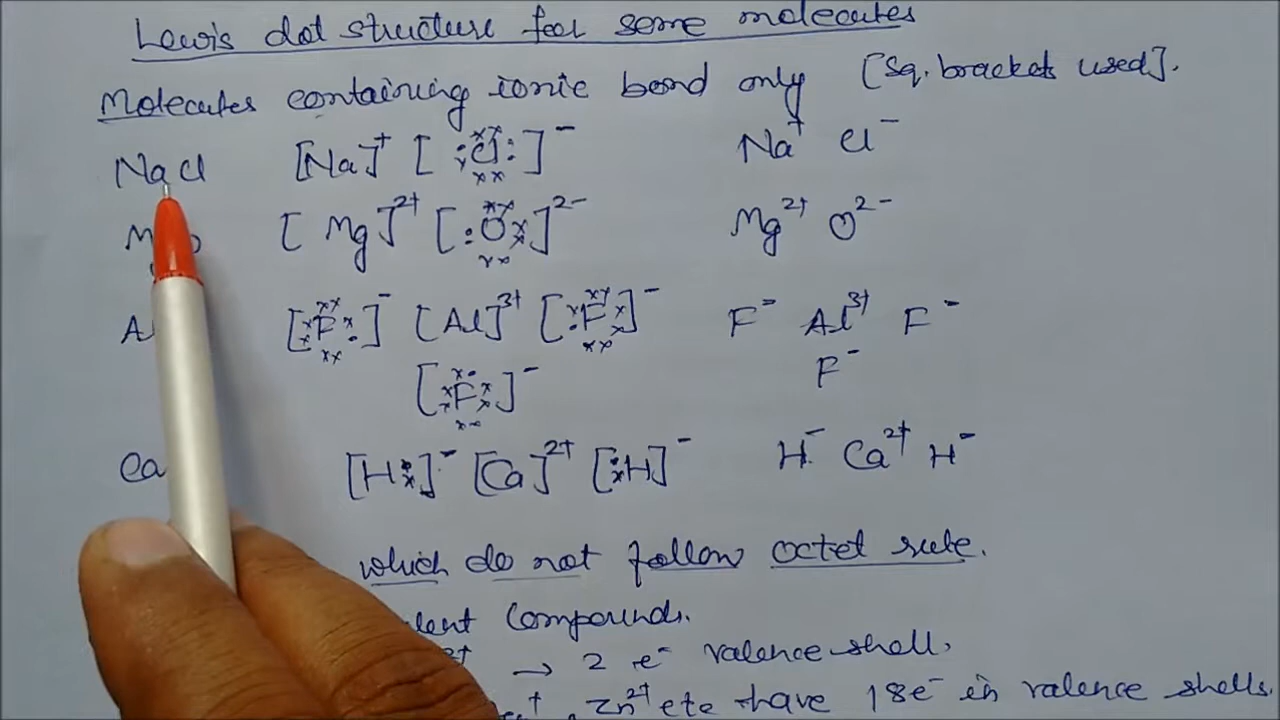 Lewis dot structure for some molecules
Molecules containing ionic bond only [Sq. brackets used].
NaCl [Na]⁺ [:Cl:]⁻ Na⁺ Cl⁻
[Mg]²⁺ [:O:]²⁻ Mg²⁺ O²⁻
A [:F:]⁻ [Al]³⁺ [:F:]⁻ F⁻ Al³⁺ F⁻
[:F:]⁻ F⁻
Ca [H:]⁻ [Ca]²⁺ [:H]⁻ H⁻ Ca²⁺ H⁻
which do not follow octet rule.
Compounds.
→ 2 e⁻ valence shell.
Zn²⁺ etc have 18e⁻ in valence shells.